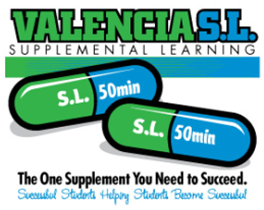 VALENCIA S.L.
SUPPLEMENTAL LEARNING
S.L. 50min
S.L. 50min
The One Supplement You Need to Succeed.
Successful Students Helping Students Become Successful